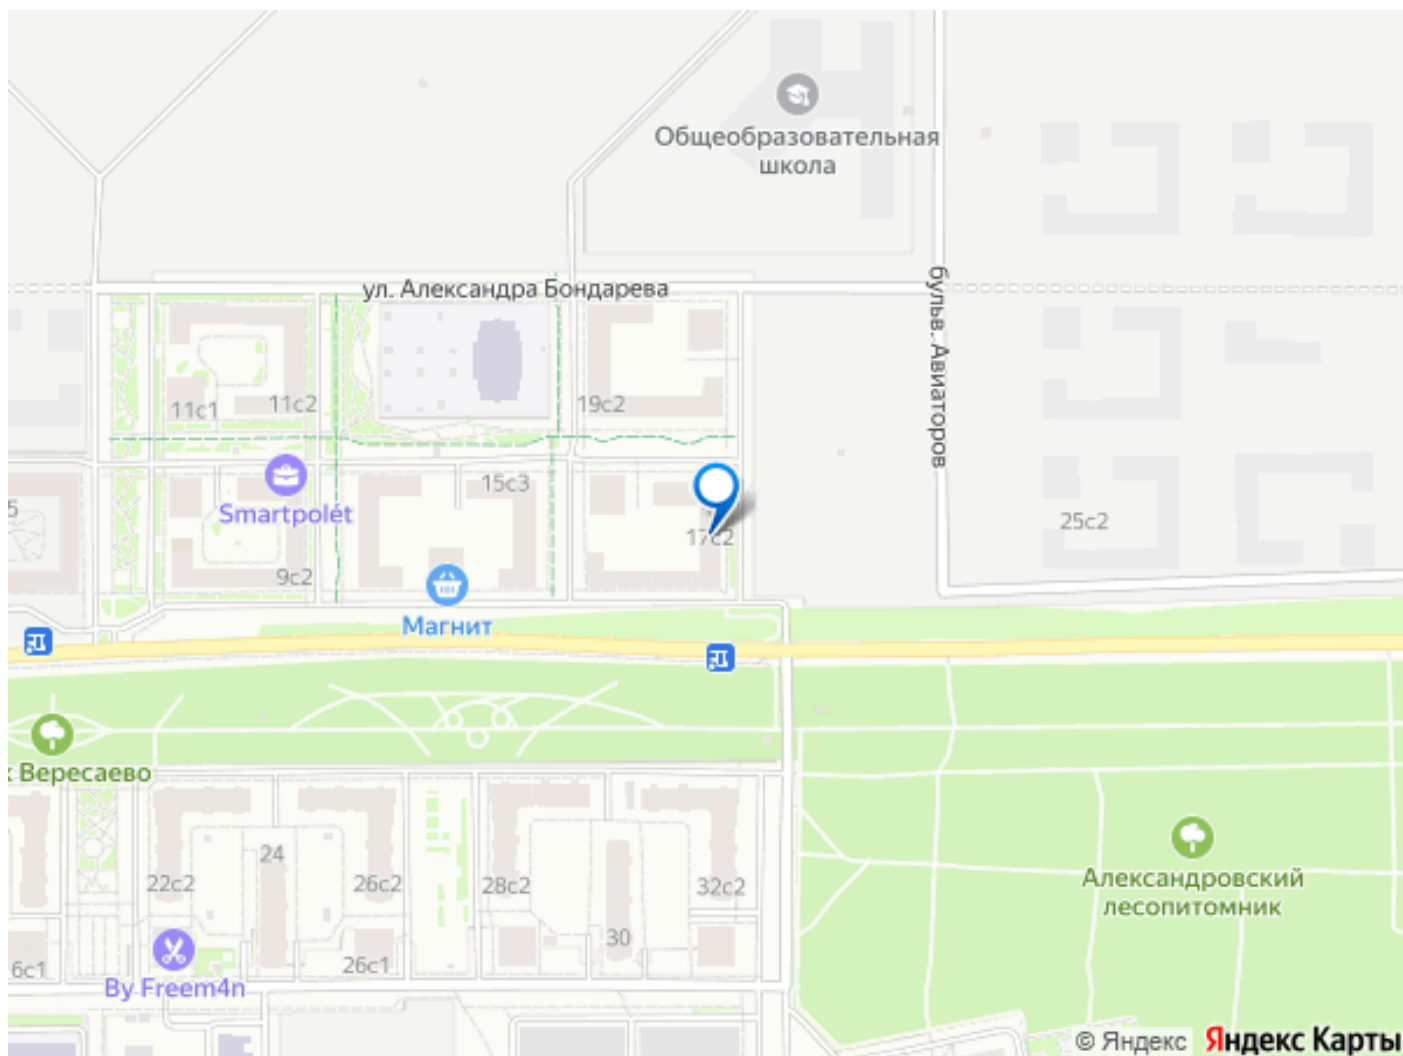 Общеобразовательная
школа
ул. Александра Бондарева
бульв. Авиаторов
11с1
11с2
19с2
15с3
Smartpolét
5
17с2
25с2
9с2
Магнит
к Вересаево
24
22с2
26с2
28с2
32с2
Александровский
лесопитомник
30
6с1
26с1
By Freem4n
© Яндекс Яндекс Карты